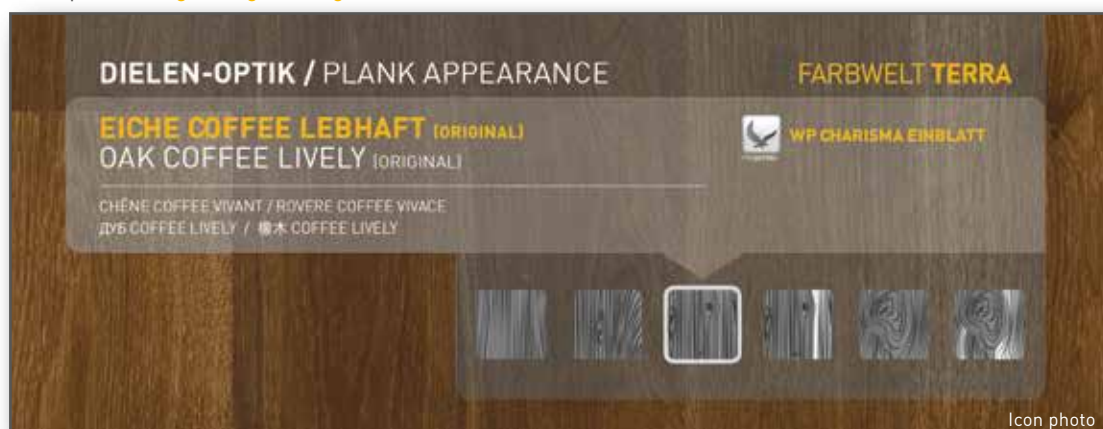 DIELEN-OPTIK / PLANK APPEARANCE
FARBWELT TERRA
EICHE COFFEE LEBHAFT [ORIGINAL]
OAK COFFEE LIVELY [ORIGINAL]
WP CHARISMA EINBLATT
CHÊNE COFFEE VIVANT / ROVERE COFFEE VIVACE
ДУБ COFFEE LIVELY / 橡木 COFFEE LIVELY
Icon photo